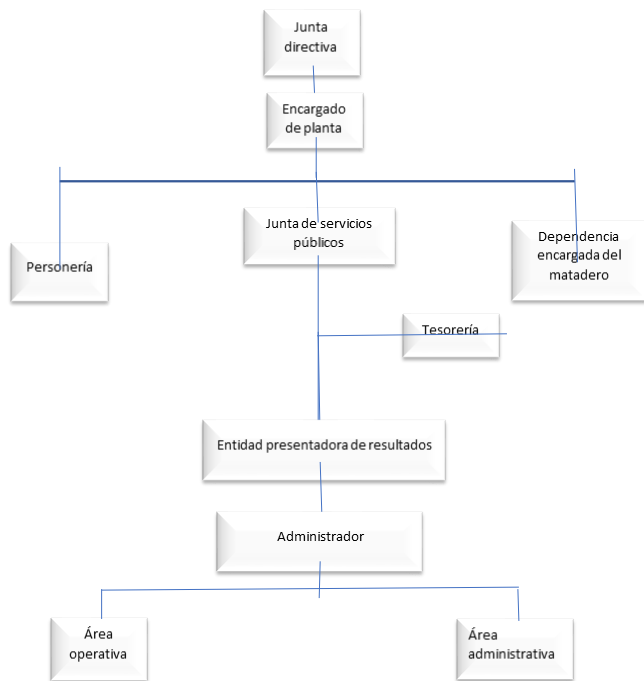 Junta
directiva
Encargado
de planta
Junta de servicios
públicos
Personería
Dependencia
encargada del
matadero
Tesorería
Entidad presentadora de resultados
Administrador
Área
operativa
Área
administrativa